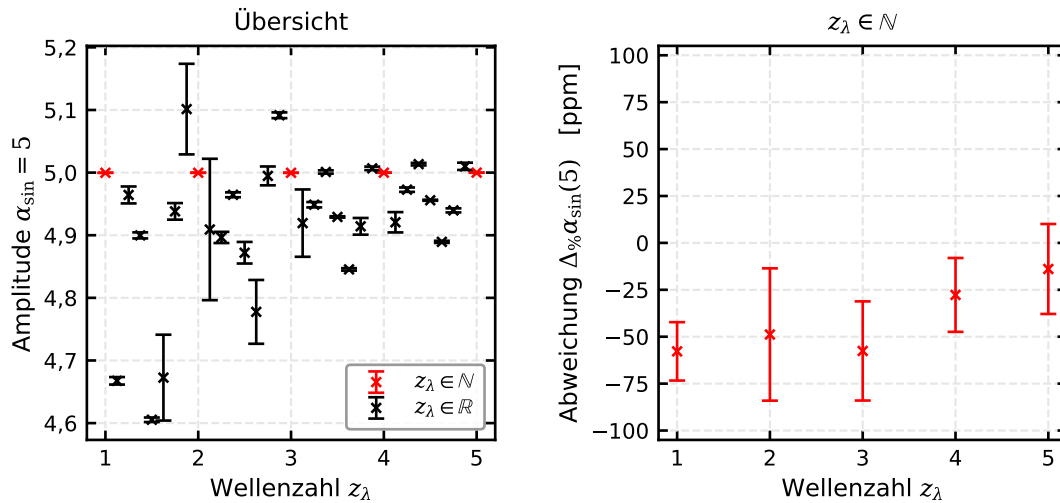 Übersicht
Amplitude α_sin = 5
5,2
5,1
5,0
4,9
4,8
4,7
4,6
1 2 3 4 5
Wellenzahl z_λ
z_λ ∈ ℕ
z_λ ∈ ℝ
z_λ ∈ ℕ
Abweichung Δ_% α_sin(5) [ppm]
100
75
50
25
0
−25
−50
−75
−100
1 2 3 4 5
Wellenzahl z_λ